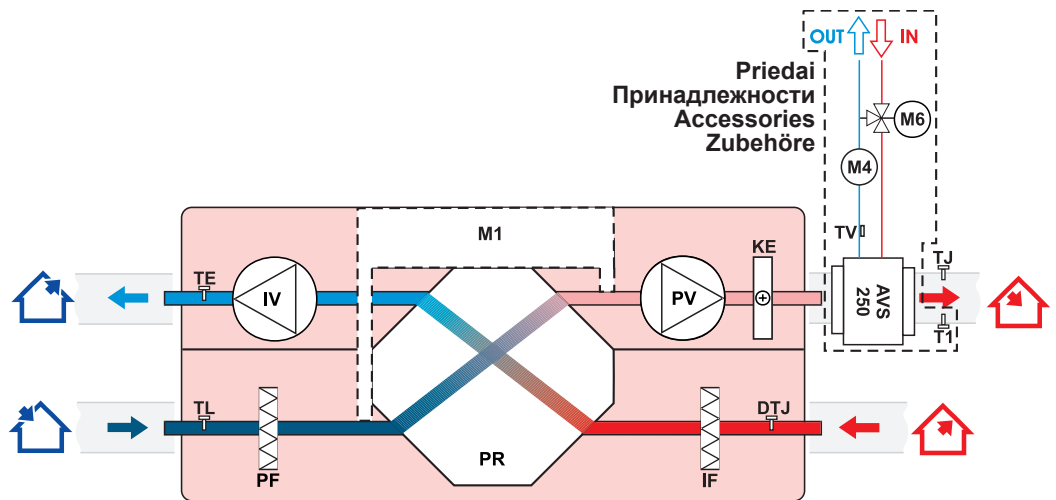 OUT IN
Priedai
Принадлежности
Accessories
Zubehöre
M6
M4
TV
M1
KE
TE
IV
PV
AVS
250
TJ
T1
TL
DTJ
PF
PR
IF